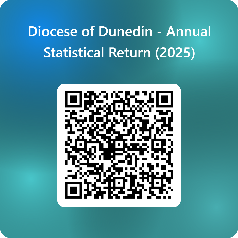 Diocese of Dunedin - Annual
Statistical Return (2025)